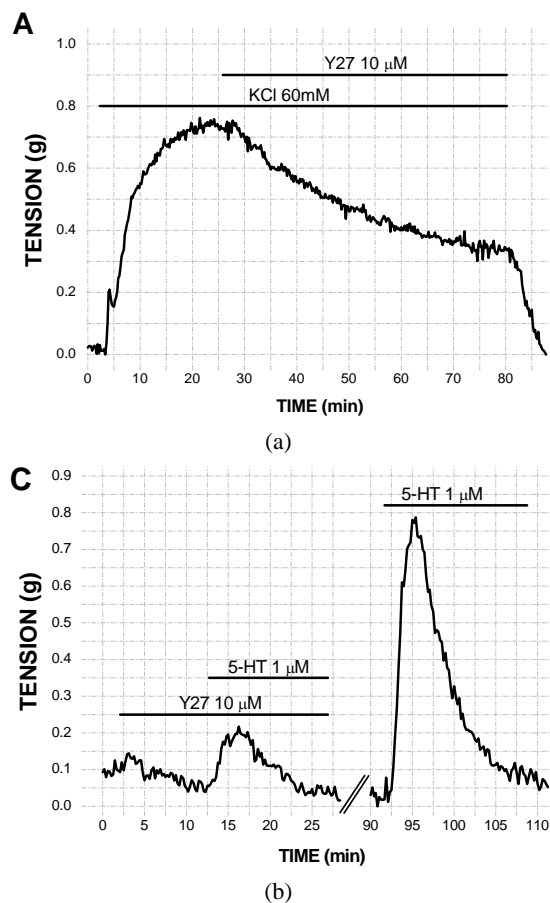 A
1.0
Y27 10 µM
0.8
KCl 60mM
0.6
0.4
0.2
0.0
TENSION (g)
0 10 20 30 40 50 60 70 80
TIME (min)
(a)
C
0.9
5-HT 1 µM
0.8
0.7
0.6
0.5
0.4
5-HT 1 µM
0.3
Y27 10 µM
0.2
0.1
0.0
TENSION (g)
0 5 10 15 20 25 90 95 100 105 110
TIME (min)
(b)